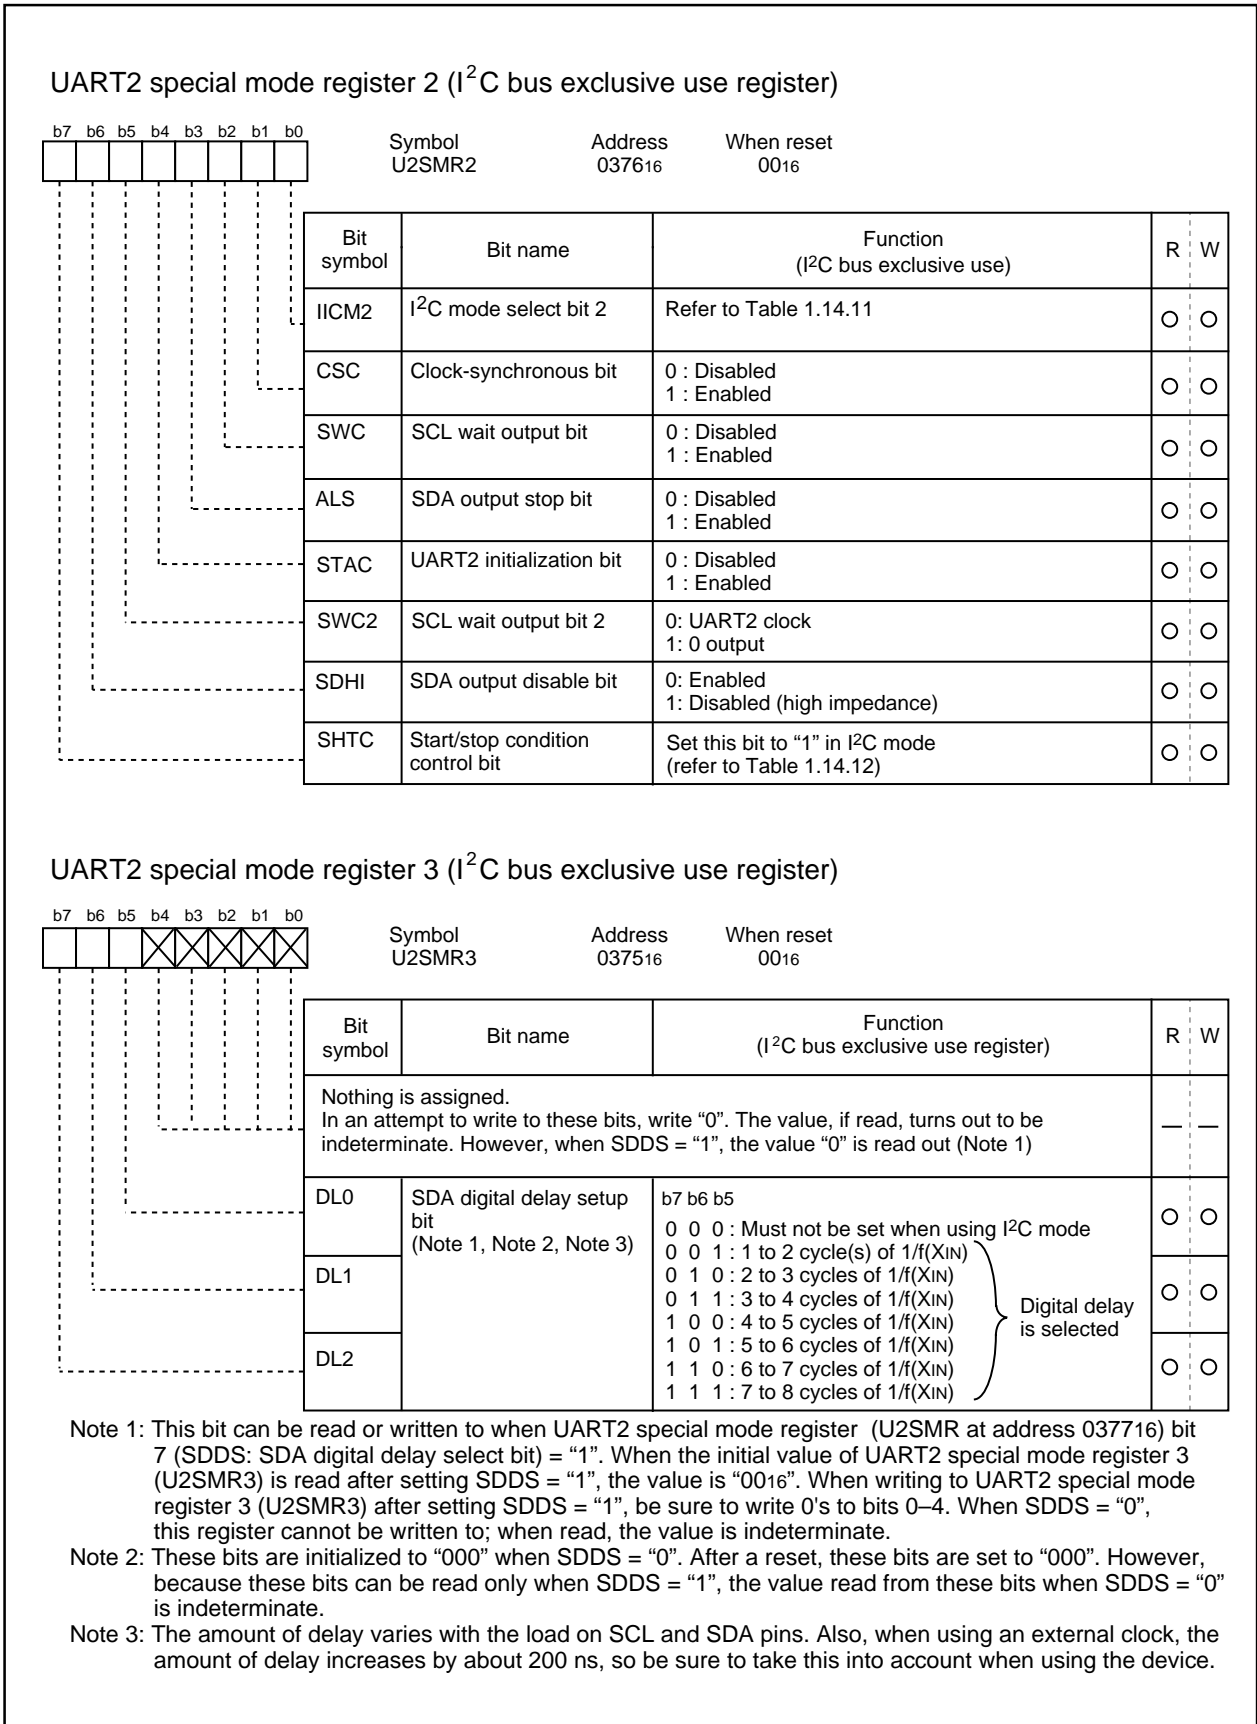 UART2 special mode register 2 (I2C bus exclusive use register)
b7 b6 b5 b4 b3 b2 b1 b0
Symbol Address When reset
U2SMR2 037616 0016
Bit symbol Bit name Function (I2C bus exclusive use) R W
IICM2 I2C mode select bit 2 Refer to Table 1.14.11
CSC Clock-synchronous bit 0 : Disabled
1 : Enabled
SWC SCL wait output bit 0 : Disabled
1 : Enabled
ALS SDA output stop bit 0 : Disabled
1 : Enabled
STAC UART2 initialization bit 0 : Disabled
1 : Enabled
SWC2 SCL wait output bit 2 0: UART2 clock
1: 0 output
SDHI SDA output disable bit 0: Enabled
1: Disabled (high impedance)
SHTC Start/stop condition Set this bit to “1” in I2C mode
control bit (refer to Table 1.14.12)
UART2 special mode register 3 (I2C bus exclusive use register)
b7 b6 b5 b4 b3 b2 b1 b0
Symbol Address When reset
U2SMR3 037516 0016
Bit symbol Bit name Function (I2C bus exclusive use register) R W
Nothing is assigned.
In an attempt to write to these bits, write “0”. The value, if read, turns out to be
indeterminate. However, when SDDS = “1”, the value “0” is read out (Note 1)
DL0 SDA digital delay setup b7 b6 b5
bit 0 0 0 : Must not be set when using I2C mode
(Note 1, Note 2, Note 3) 0 0 1 : 1 to 2 cycle(s) of 1/f(XIN)
DL1 0 1 0 : 2 to 3 cycles of 1/f(XIN)
0 1 1 : 3 to 4 cycles of 1/f(XIN) Digital delay
1 0 0 : 4 to 5 cycles of 1/f(XIN) is selected
1 0 1 : 5 to 6 cycles of 1/f(XIN)
DL2 1 1 0 : 6 to 7 cycles of 1/f(XIN)
1 1 1 : 7 to 8 cycles of 1/f(XIN)
Note 1: This bit can be read or written to when UART2 special mode register (U2SMR at address 037716) bit
7 (SDDS: SDA digital delay select bit) = “1”. When the initial value of UART2 special mode register 3
(U2SMR3) is read after setting SDDS = “1”, the value is “0016”. When writing to UART2 special mode
register 3 (U2SMR3) after setting SDDS = “1”, be sure to write 0's to bits 0–4. When SDDS = “0”,
this register cannot be written to; when read, the value is indeterminate.
Note 2: These bits are initialized to “000” when SDDS = “0”. After a reset, these bits are set to “000”. However,
because these bits can be read only when SDDS = “1”, the value read from these bits when SDDS = “0”
is indeterminate.
Note 3: The amount of delay varies with the load on SCL and SDA pins. Also, when using an external clock, the
amount of delay increases by about 200 ns, so be sure to take this into account when using the device.